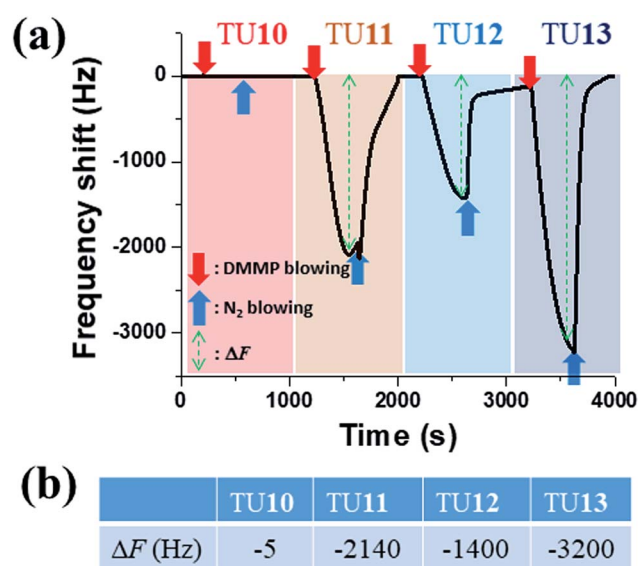 (a)
TU10 TU11 TU12 TU13
Frequency shift (Hz)
0
-1000
-2000
-3000
: DMMP blowing
: N₂ blowing
: ΔF
0 1000 2000 3000 4000
Time (s)
(b)
TU10 TU11 TU12 TU13
ΔF (Hz) -5 -2140 -1400 -3200